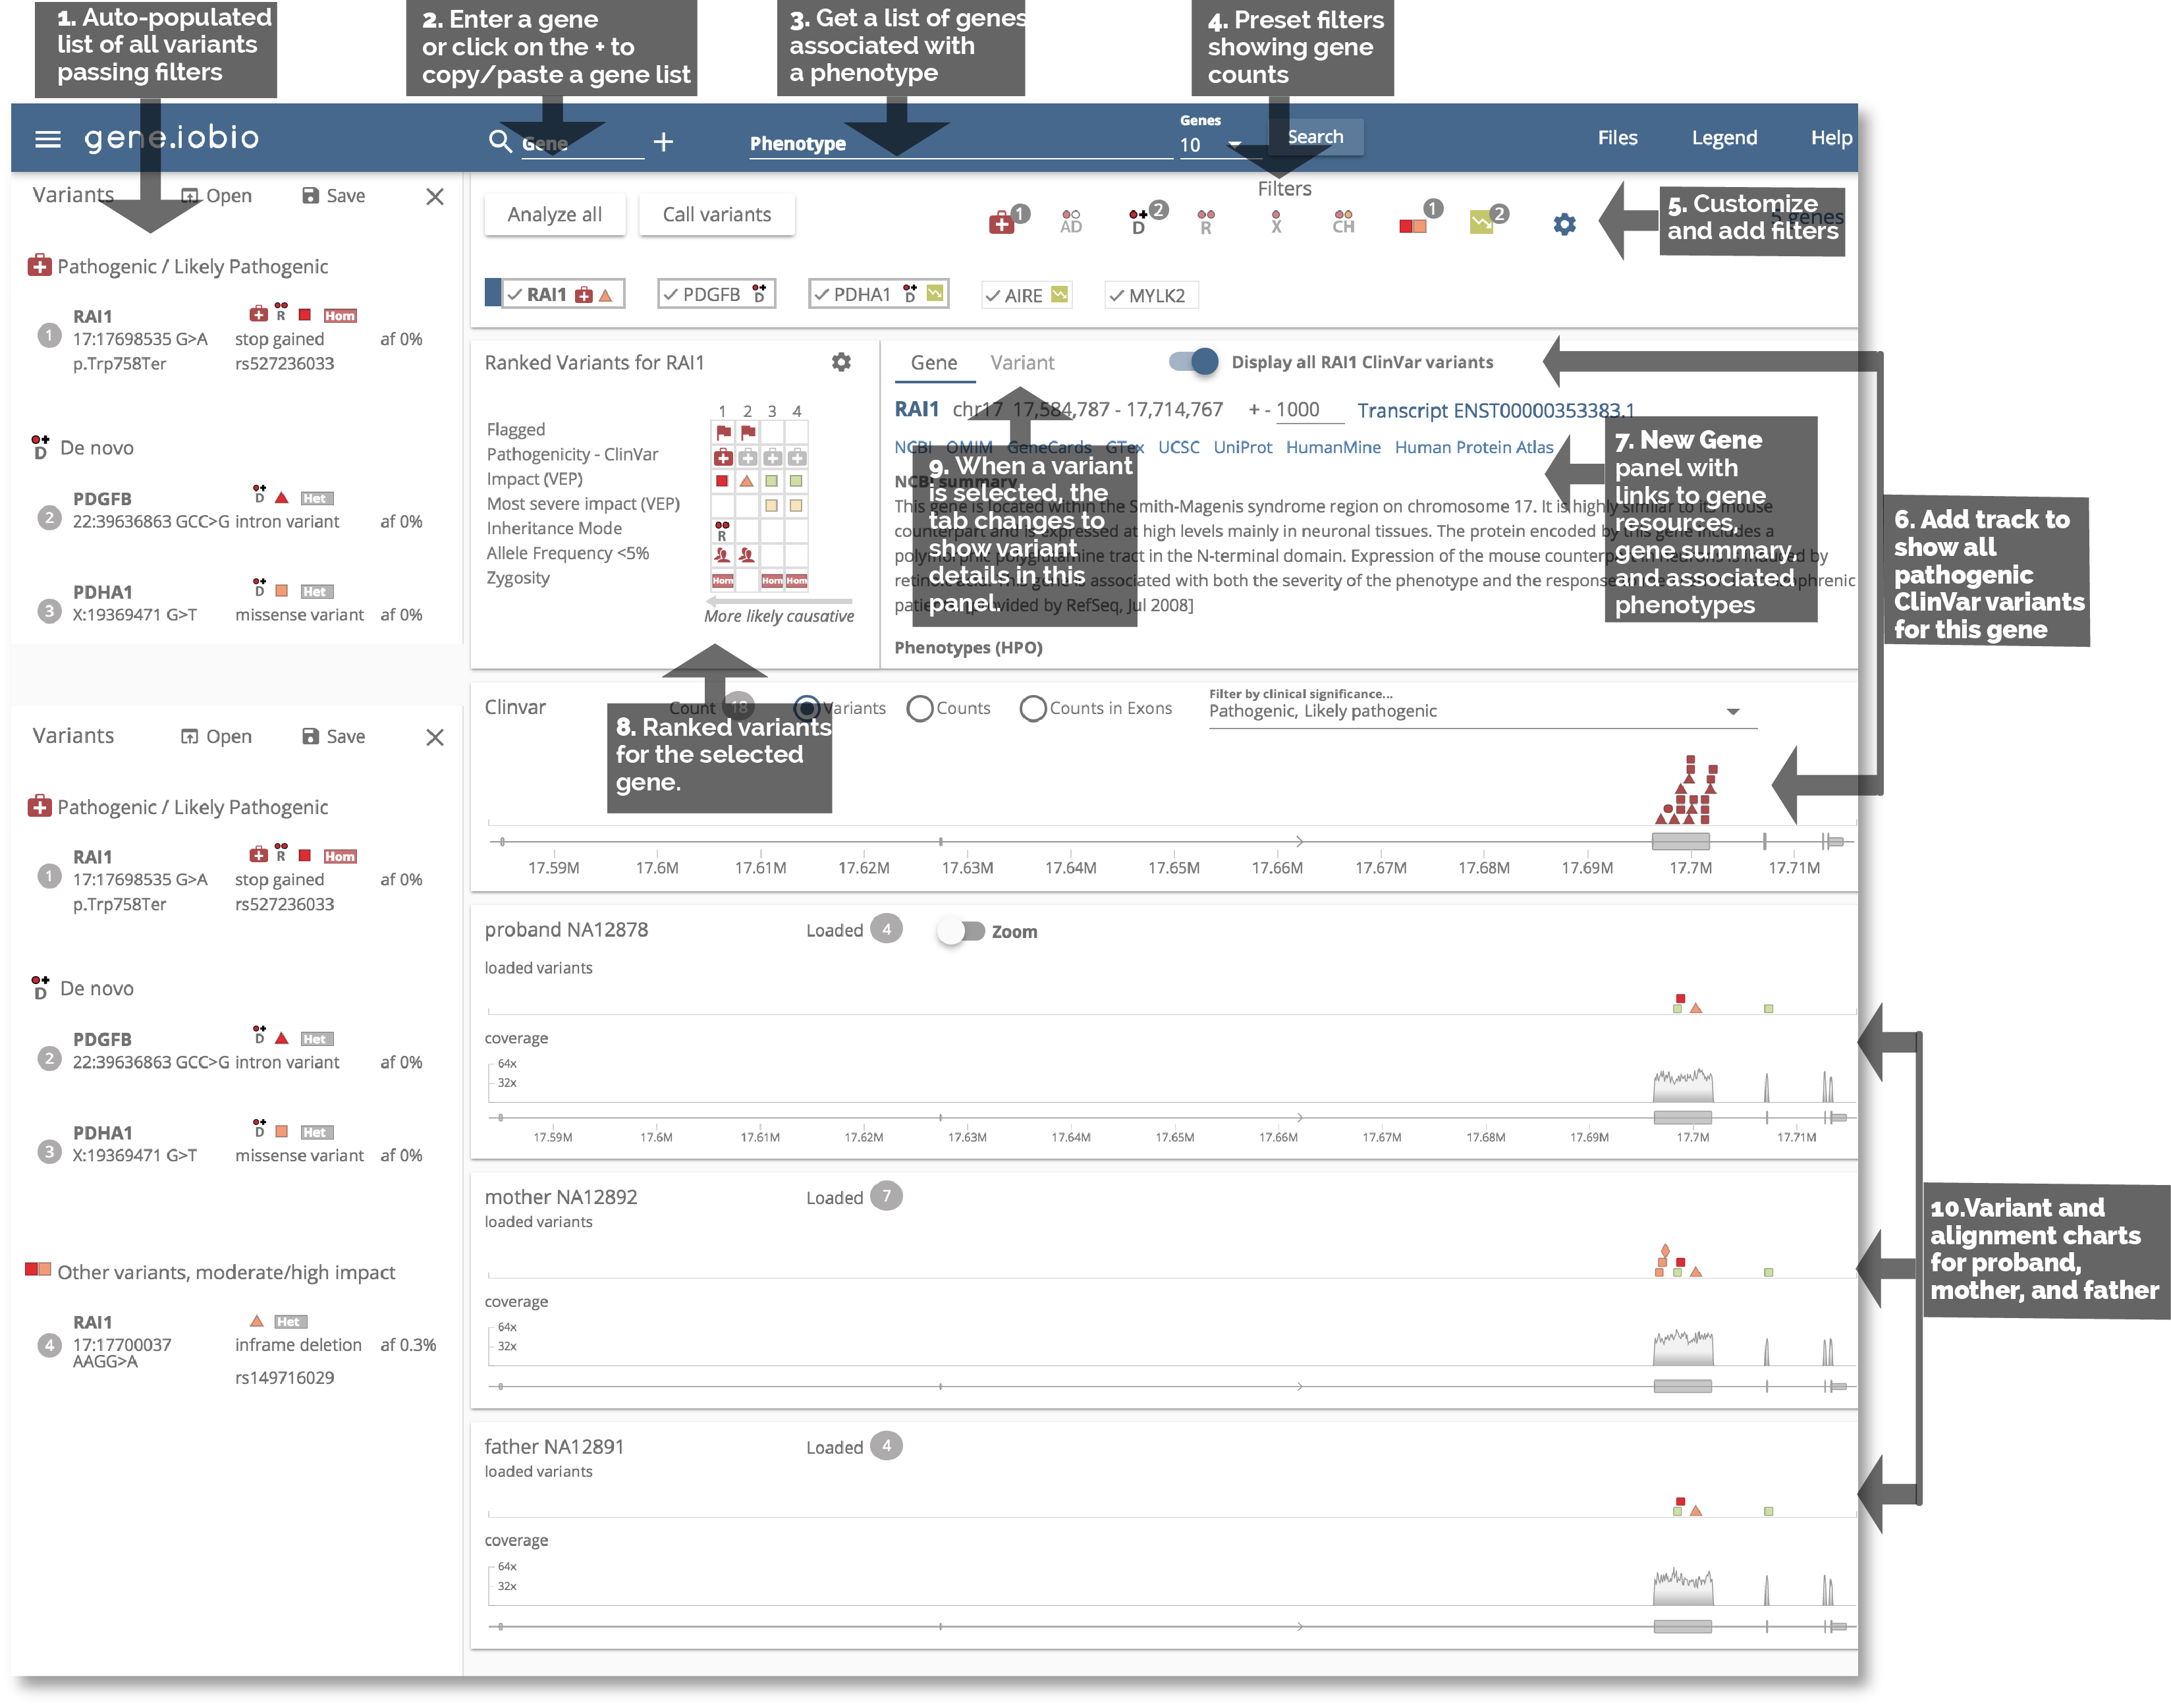 1. Auto-populated
list of all variants
passing filters
2. Enter a gene
or click on the + to
copy/paste a gene list
3. Get a list of genes
associated with
a phenotype
4. Preset filters
showing gene
counts
gene.iobio
Gene
Phenotype
Genes
10
Search
Files
Legend
Help
Variants
Open
Save
Pathogenic / Likely Pathogenic
1
RAI1
R
Hom
17:17698535 G>A
stop gained
af 0%
p.Trp758Ter
rs527236033
D
De novo
2
PDGFB
D
Het
22:39636863 GCC>G
intron variant
af 0%
3
PDHA1
D
Het
X:19369471 G>T
missense variant
af 0%
Analyze all
Call variants
Filters
1
AD
D
2
R
X
CH
1
2
5 genes
5. Customize
and add filters
RAI1
PDGFB
D
PDHA1
D
AIRE
MYLK2
Ranked Variants for RAI1
1 2 3 4
Flagged
Pathogenicity - ClinVar
Impact (VEP)
Most severe impact (VEP)
Inheritance Mode
R
Allele Frequency <5%
Zygosity
Hom
Hom
Hom
More likely causative
Gene
Variant
Display all RAI1 ClinVar variants
RAI1
chr17 17,584,787 - 17,714,767
+ - 1000
Transcript ENST00000353383.1
NCBI OMIM GeneCards GTex UCSC UniProt HumanMine Human Protein Atlas
NCBI summary
This gene is located within the Smith-Magenis syndrome region on chromosome 17. It is highly similar to its mouse
counterpart and is expressed at high levels mainly in neuronal tissues. The protein encoded by this gene includes a
polymorphic polyglutamine tract in the N-terminal domain. Expression of the mouse counterpart in neurons is induced by
This gene is associated with both the severity of the phenotype and the response
provided by RefSeq, Jul 2008]
Phenotypes (HPO)
9. When a variant
is selected, the
tab changes to
show variant
details in this
panel.
7. New Gene
panel with
links to gene
resources,
gene summary,
and associated
phenotypes
6. Add track to
show all
pathogenic
ClinVar variants
for this gene
8. Ranked variants
for the selected
gene.
Clinvar
Count
18
Variants
Counts
Counts in Exons
Filter by clinical significance...
Pathogenic, Likely pathogenic
17.59M 17.6M 17.61M 17.62M 17.63M 17.64M 17.65M 17.66M 17.67M 17.68M 17.69M 17.7M 17.71M
Variants
Open
Save
Pathogenic / Likely Pathogenic
1
RAI1
R
Hom
17:17698535 G>A
stop gained
af 0%
p.Trp758Ter
rs527236033
D
De novo
2
PDGFB
D
Het
22:39636863 GCC>G
intron variant
af 0%
3
PDHA1
D
Het
X:19369471 G>T
missense variant
af 0%
Other variants, moderate/high impact
4
RAI1
Het
17:17700037
AAGG>A
inframe deletion
af 0.3%
rs149716029
proband NA12878
Loaded
4
Zoom
loaded variants
coverage
64x
32x
17.59M 17.6M 17.61M 17.62M 17.63M 17.64M 17.65M 17.66M 17.67M 17.68M 17.69M 17.7M 17.71M
mother NA12892
Loaded
7
loaded variants
coverage
64x
32x
father NA12891
Loaded
4
loaded variants
coverage
64x
32x
10.Variant and
alignment charts
for proband,
mother, and father